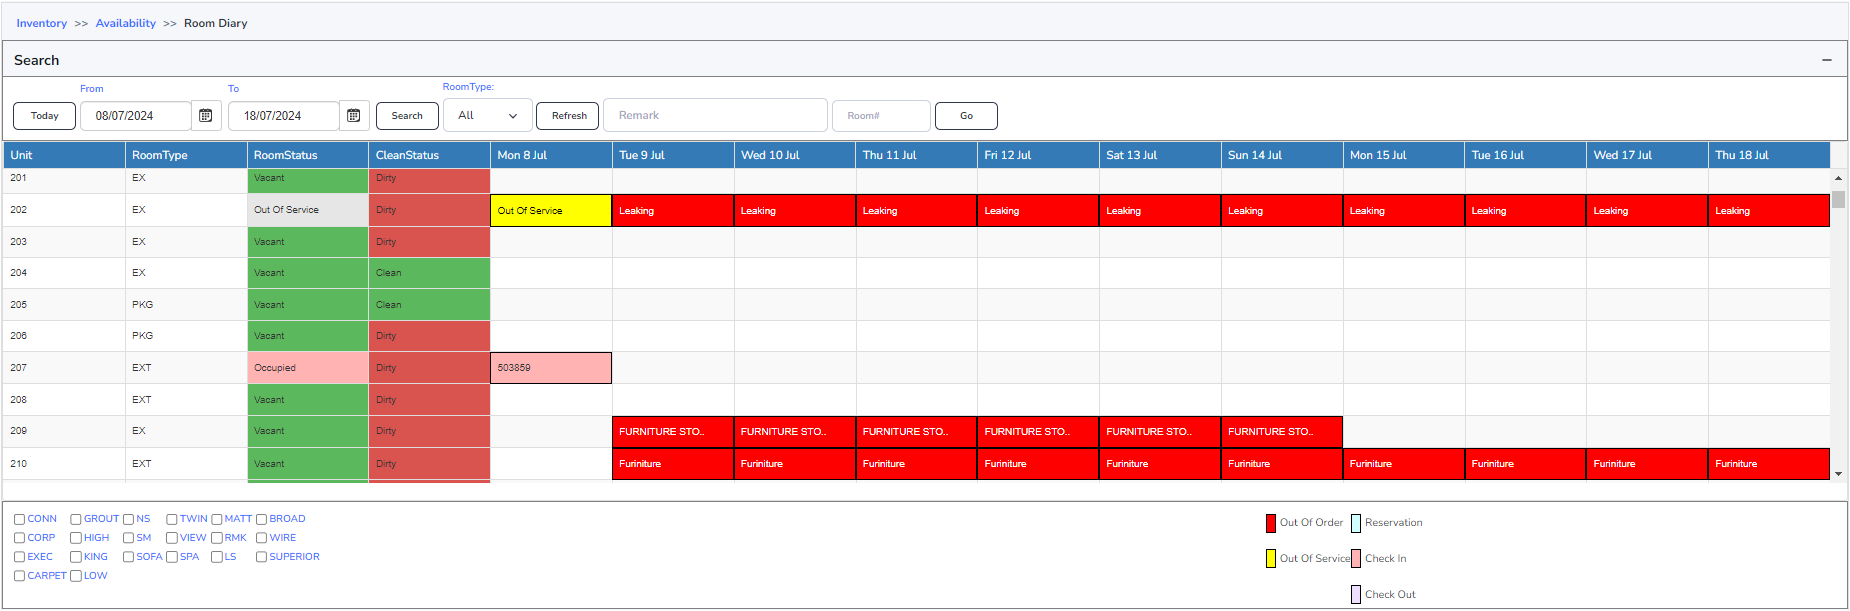 Inventory >> Availability >> Room Diary
Search
From To RoomType:
Today 08/07/2024 18/07/2024 Search All Refresh Remark Room# Go
Unit RoomType RoomStatus CleanStatus Mon 8 Jul Tue 9 Jul Wed 10 Jul Thu 11 Jul Fri 12 Jul Sat 13 Jul Sun 14 Jul Mon 15 Jul Tue 16 Jul Wed 17 Jul Thu 18 Jul
201 EX Vacant Dirty
202 EX Out Of Service Dirty Out Of Service Leaking Leaking Leaking Leaking Leaking Leaking Leaking Leaking Leaking Leaking
203 EX Vacant Dirty
204 EX Vacant Clean
205 PKG Vacant Clean
206 PKG Vacant Dirty
207 EXT Occupied Dirty 503859
208 EXT Vacant Dirty
209 EX Vacant Dirty FURNITURE STO.. FURNITURE STO.. FURNITURE STO.. FURNITURE STO.. FURNITURE STO.. FURNITURE STO..
210 EXT Vacant Dirty Furiniture Furiniture Furiniture Furiniture Furiniture Furiniture Furiniture Furiniture Furiniture Furiniture
CONN GROUT NS TWIN MATT BROAD
CORP HIGH SM VIEW RMK WIRE
EXEC KING SOFA SPA LS SUPERIOR
CARPET LOW
Out Of Order Reservation
Out Of Service Check In
Check Out